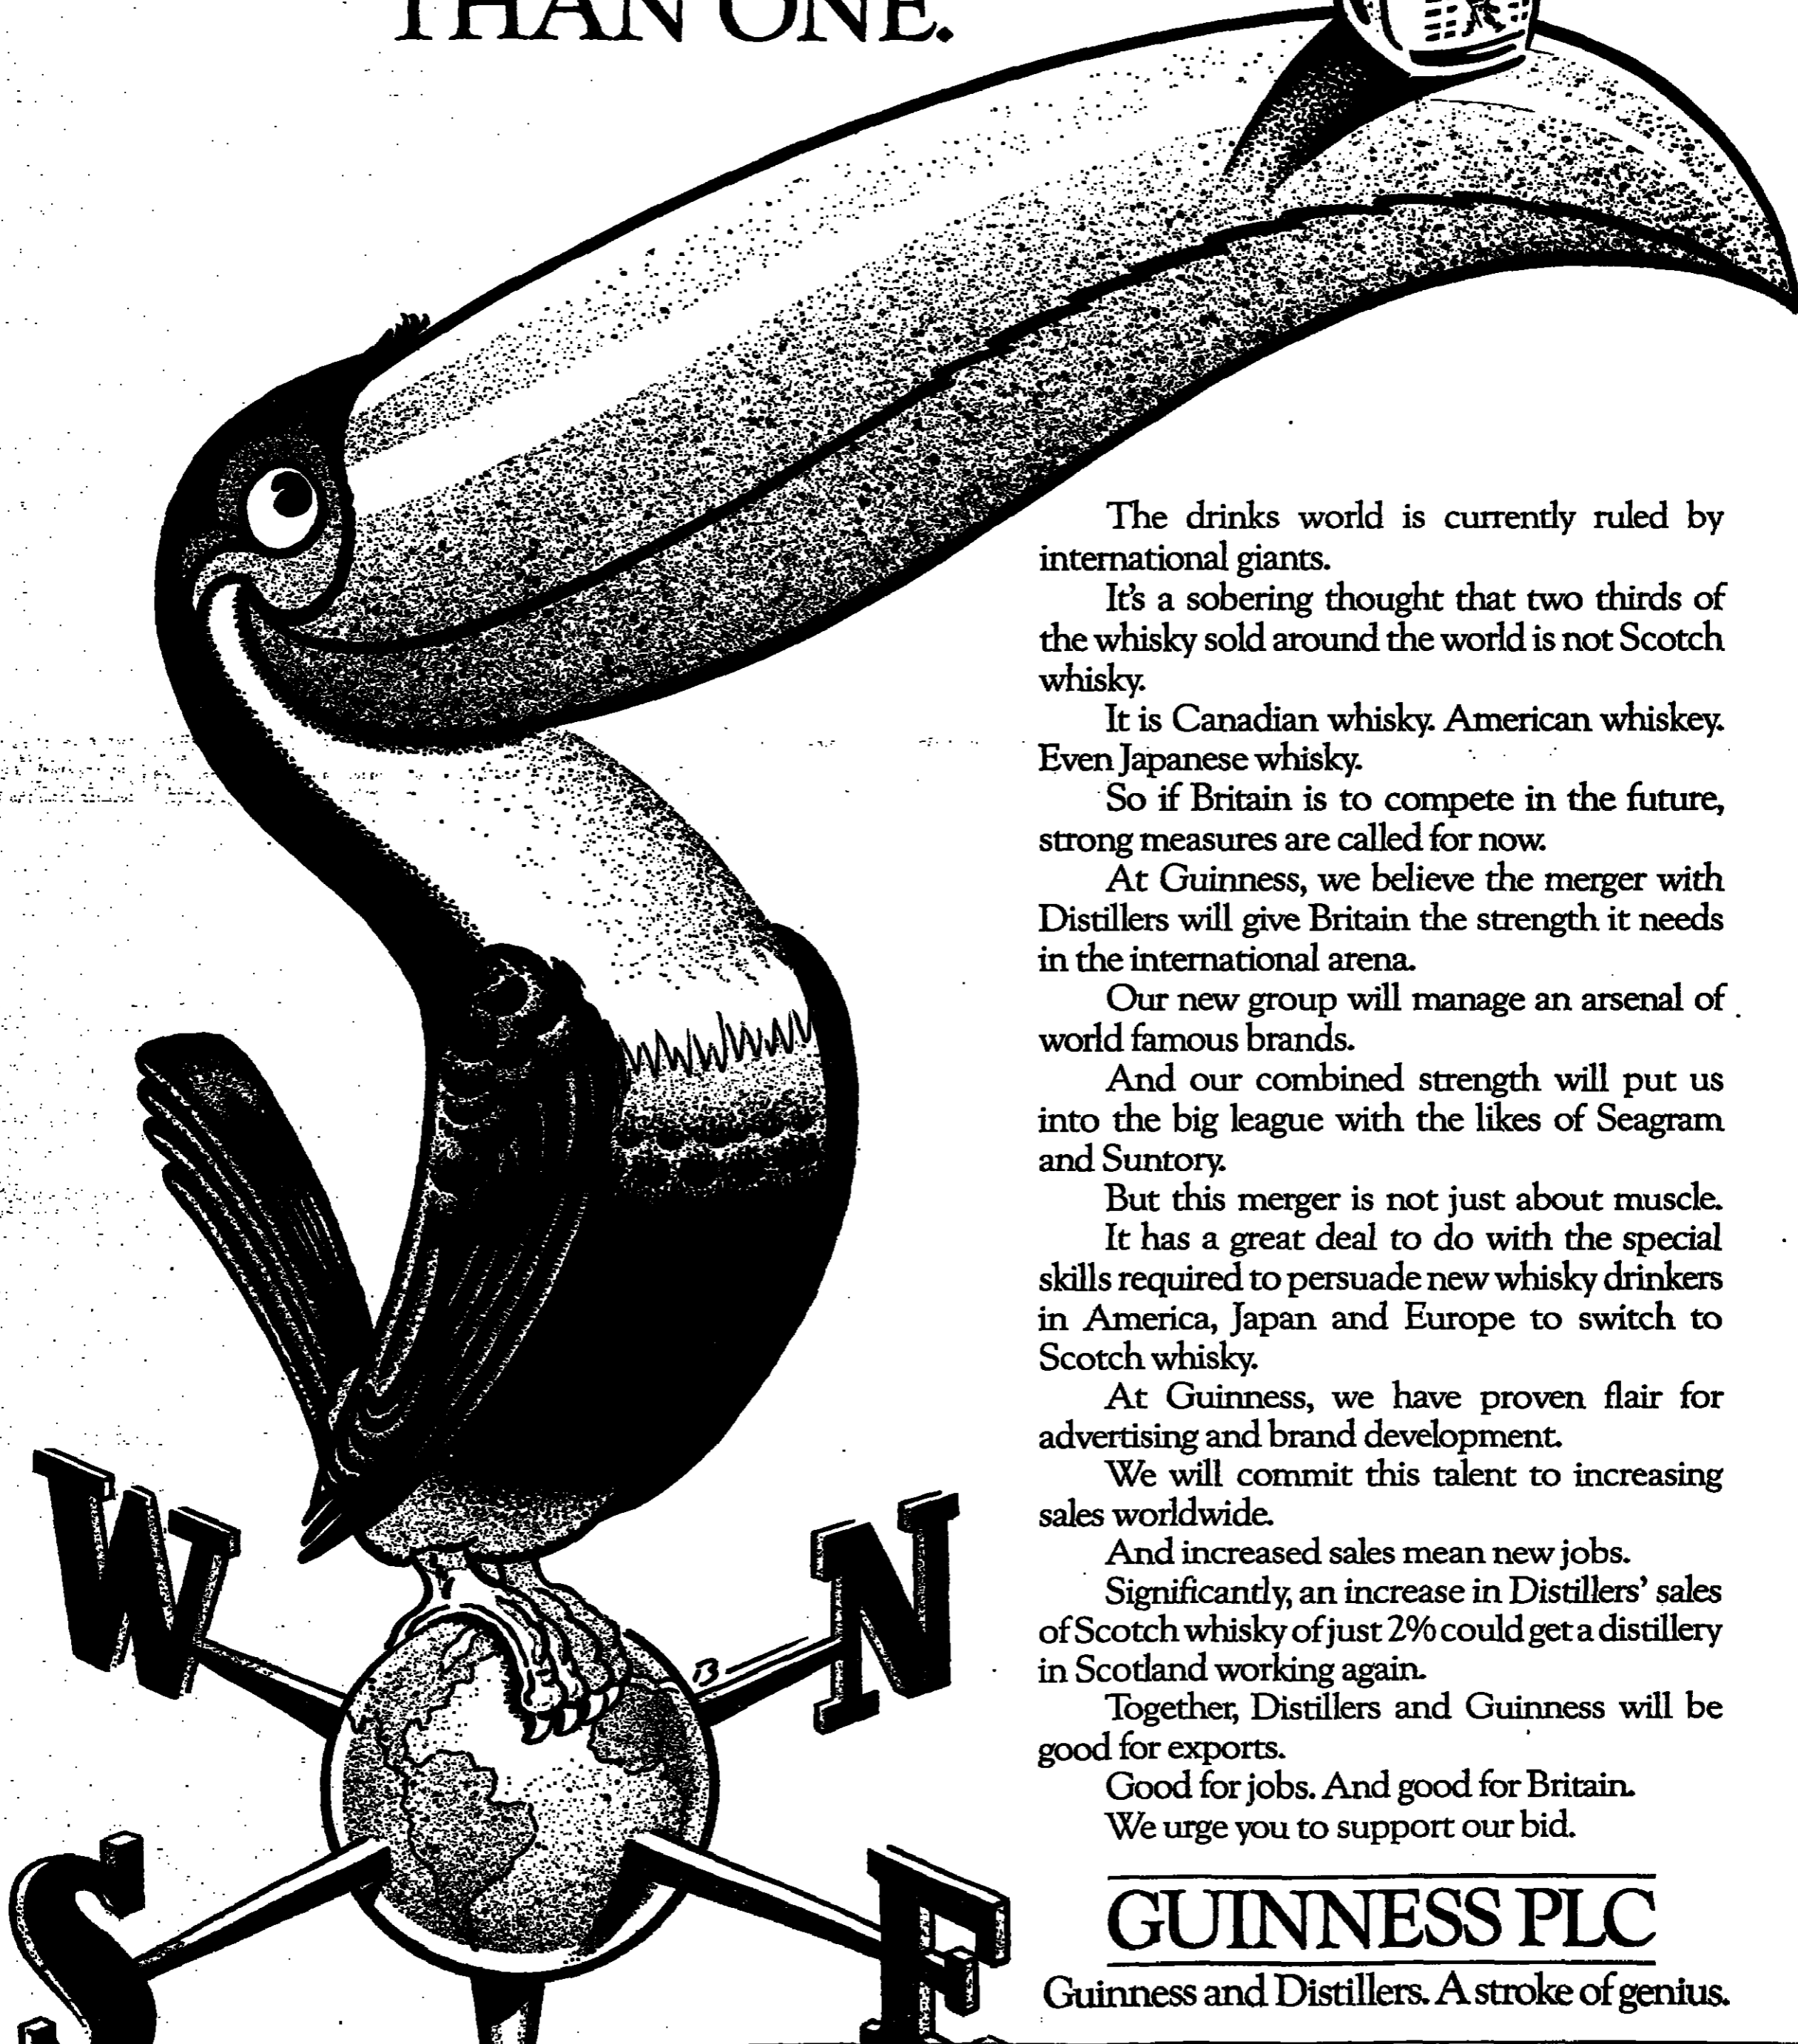 THAN ONE.
The drinks world is currently ruled by
international giants.
It's a sobering thought that two thirds of
the whisky sold around the world is not Scotch
whisky.
It is Canadian whisky. American whiskey.
Even Japanese whisky.
So if Britain is to compete in the future,
strong measures are called for now.
At Guinness, we believe the merger with
Distillers will give Britain the strength it needs
in the international arena.
Our new group will manage an arsenal of
world famous brands.
And our combined strength will put us
into the big league with the likes of Seagram
and Suntory.
But this merger is not just about muscle.
It has a great deal to do with the special
skills required to persuade new whisky drinkers
in America, Japan and Europe to switch to
Scotch whisky.
At Guinness, we have proven flair for
advertising and brand development.
We will commit this talent to increasing
sales worldwide.
And increased sales mean new jobs.
Significantly, an increase in Distillers' sales
of Scotch whisky of just 2% could get a distillery
in Scotland working again.
Together, Distillers and Guinness will be
good for exports.
Good for jobs. And good for Britain.
We urge you to support our bid.
GUINNESS PLC
Guinness and Distillers. A stroke of genius.
W
N
B
S
E